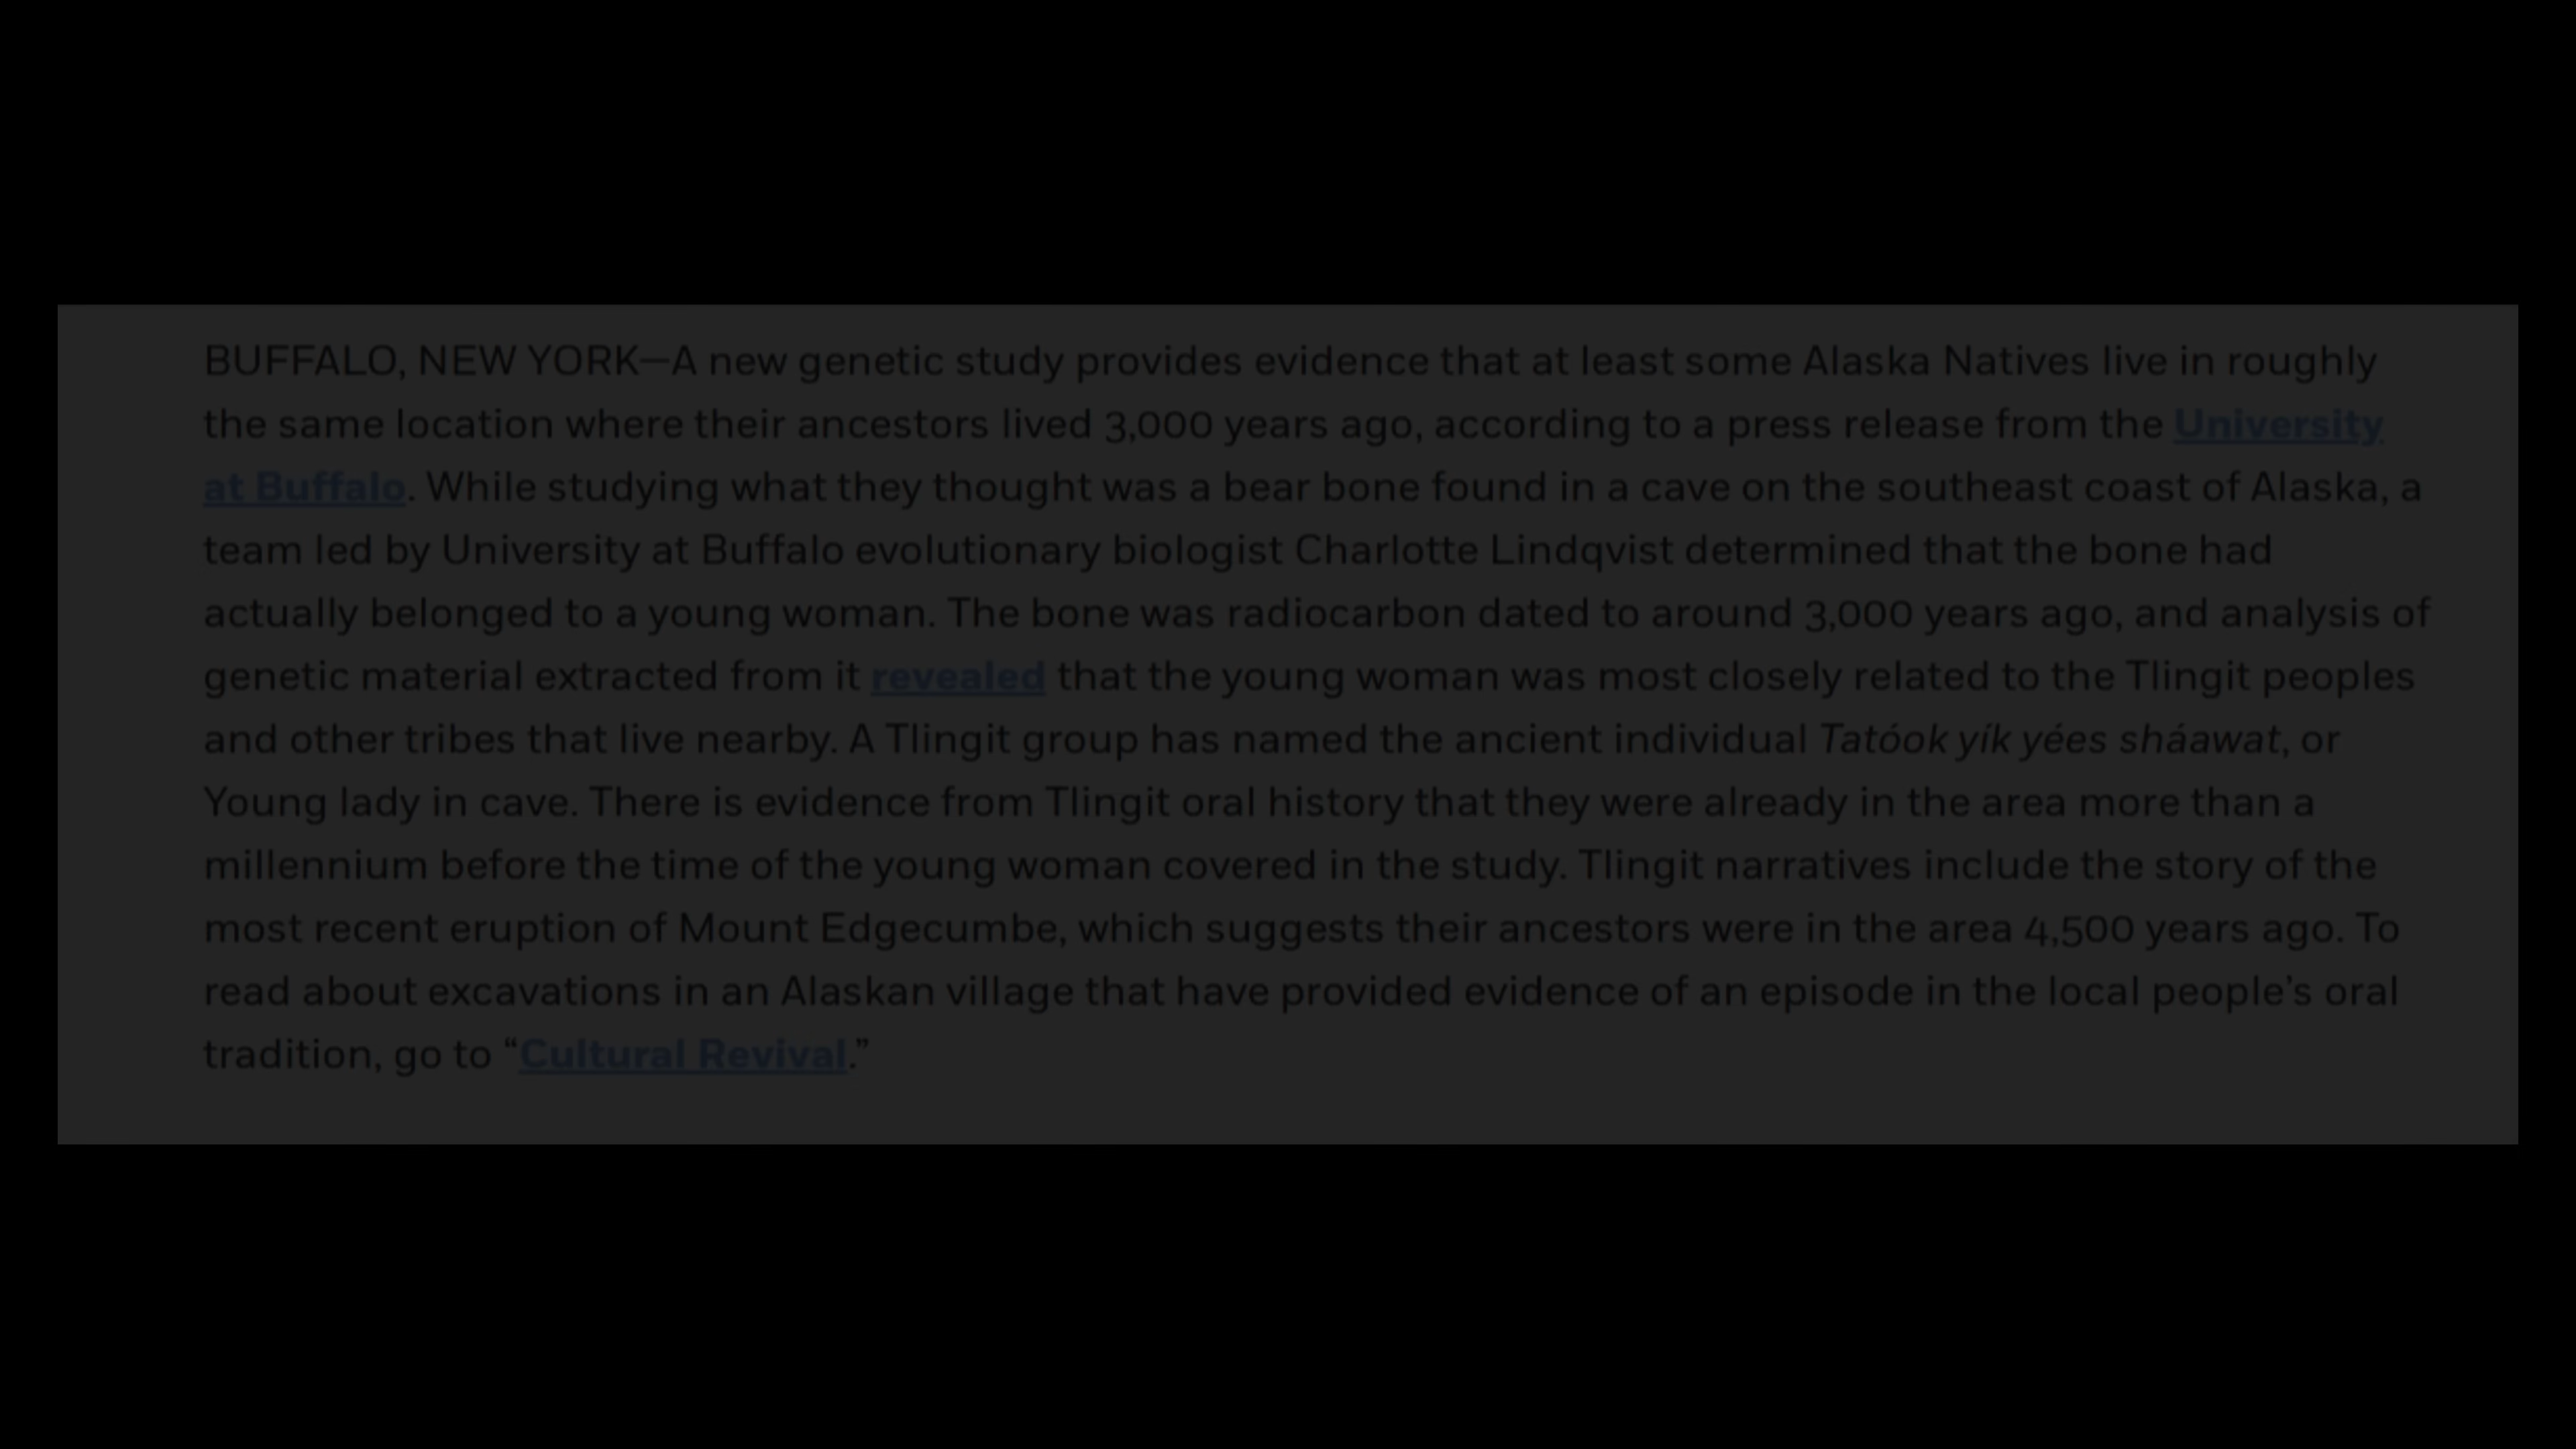 BUFFALO, NEW YORK—A new genetic study provides evidence that at least some Alaska Natives live in roughly
the same location where their ancestors lived 3,000 years ago, according to a press release from the University
at Buffalo. While studying what they thought was a bear bone found in a cave on the southeast coast of Alaska, a
team led by University at Buffalo evolutionary biologist Charlotte Lindqvist determined that the bone had
actually belonged to a young woman. The bone was radiocarbon dated to around 3,000 years ago, and analysis of
genetic material extracted from it revealed that the young woman was most closely related to the Tlingit peoples
and other tribes that live nearby. A Tlingit group has named the ancient individual Tatóok yík yées sháawat, or
Young lady in cave. There is evidence from Tlingit oral history that they were already in the area more than a
millennium before the time of the young woman covered in the study. Tlingit narratives include the story of the
most recent eruption of Mount Edgecumbe, which suggests their ancestors were in the area 4,500 years ago. To
read about excavations in an Alaskan village that have provided evidence of an episode in the local people’s oral
tradition, go to “Cultural Revival.”